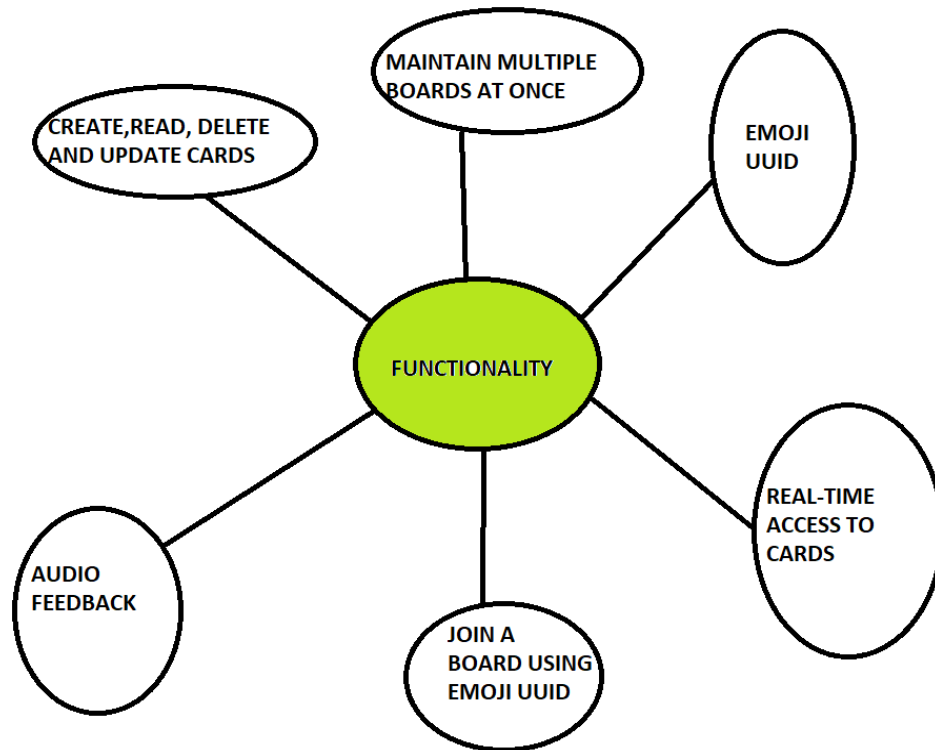 MAINTAIN MULTIPLE
BOARDS AT ONCE
CREATE,READ, DELETE
AND UPDATE CARDS
EMOJI
UUID
FUNCTIONALITY
REAL-TIME
ACCESS TO
CARDS
AUDIO
FEEDBACK
JOIN A
BOARD USING
EMOJI UUID